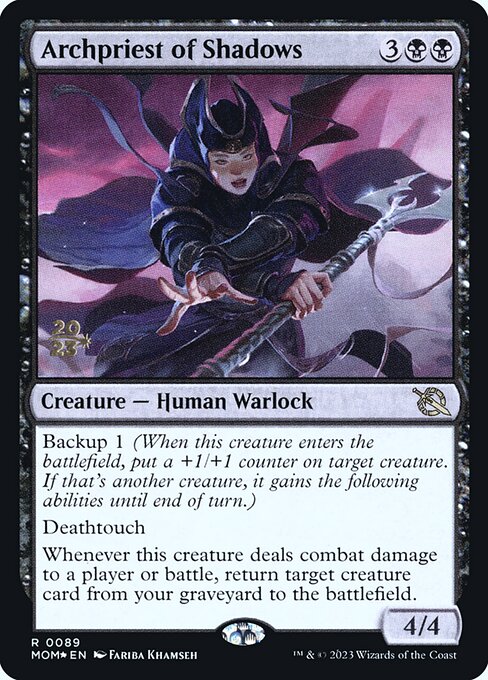 Archpriest of Shadows 3
20
23
Creature — Human Warlock
Backup 1 (When this creature enters the
battlefield, put a +1/+1 counter on target creature.
If that's another creature, it gains the following
abilities until end of turn.)
Deathtouch
Whenever this creature deals combat damage
to a player or battle, return target creature
card from your graveyard to the battlefield.
4/4
R 0089
MOM★EN Fariba Khamseh
™ & © 2023 Wizards of the Coast